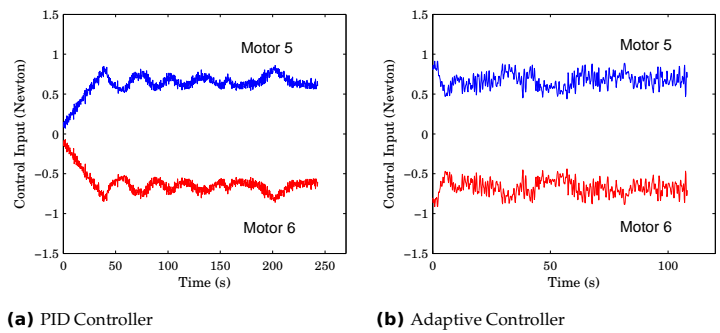 1.5
1
0.5
0
−0.5
−1
−1.5
Control Input (Newton)
Motor 5
Motor 6
0 50 100 150 200 250
Time (s)
(a) PID Controller
1.5
1
0.5
0
−0.5
−1
−1.5
Control Input (Newton)
Motor 5
Motor 6
0 50 100
Time (s)
(b) Adaptive Controller